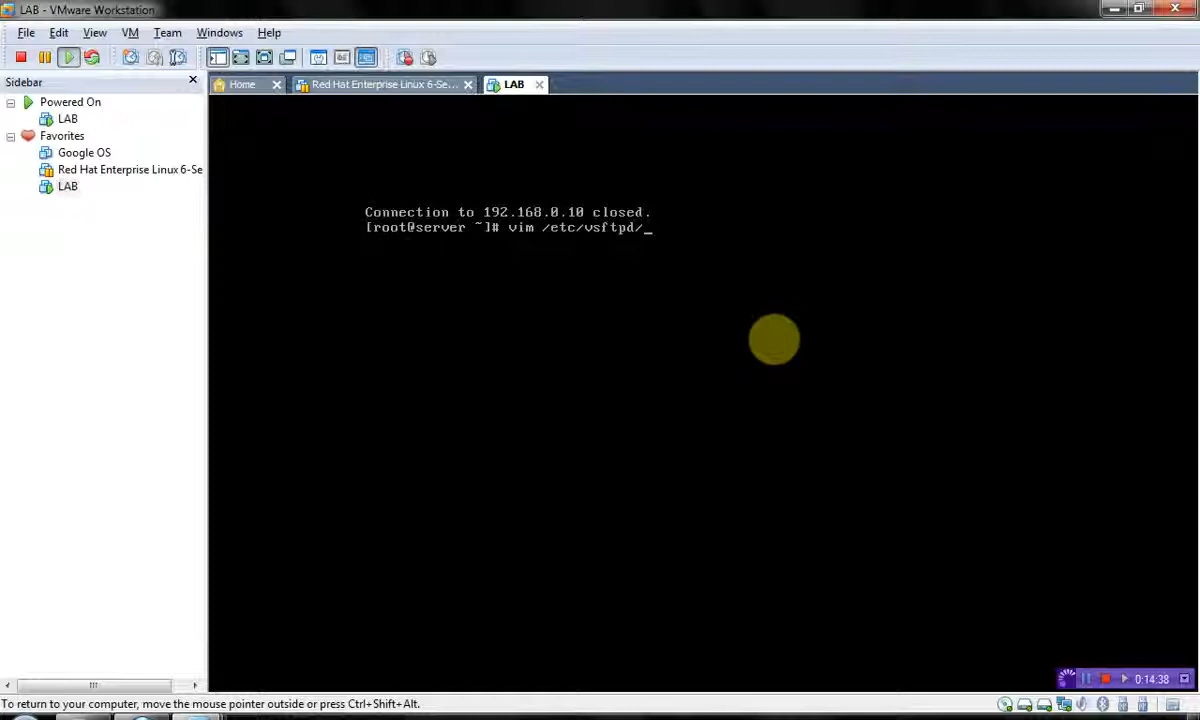 LAB - VMware Workstation
File Edit View VM Team Windows Help
Sidebar
Home Red Hat Enterprise Linux 6-Se... LAB
Powered On
LAB
Favorites
Google OS
Red Hat Enterprise Linux 6-Se
LAB
Connection to 192.168.0.10 closed.
[root@server ~]# vim /etc/vsftpd/_
0:14:38
To return to your computer, move the mouse pointer outside or press Ctrl+Shift+Alt.